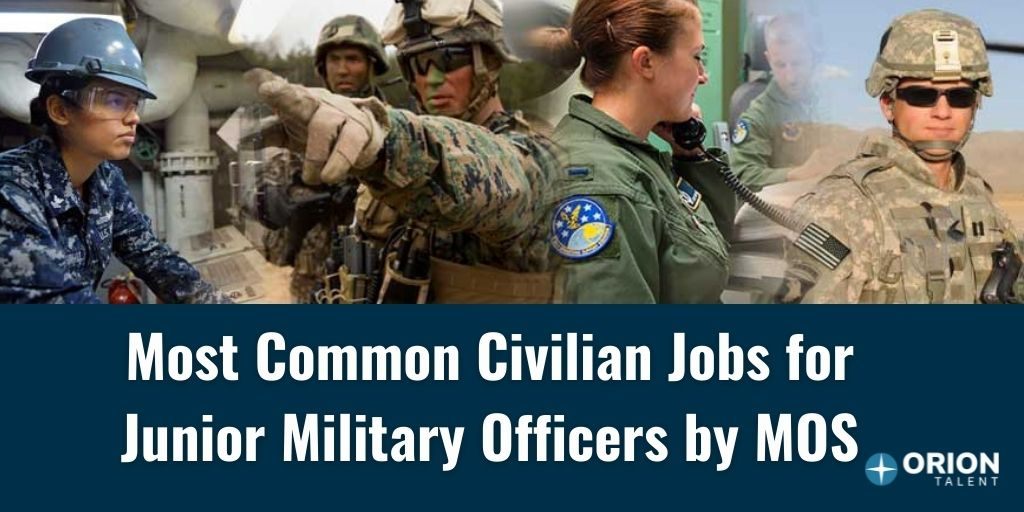 Most Common Civilian Jobs for
Junior Military Officers by MOS
ORION
TALENT